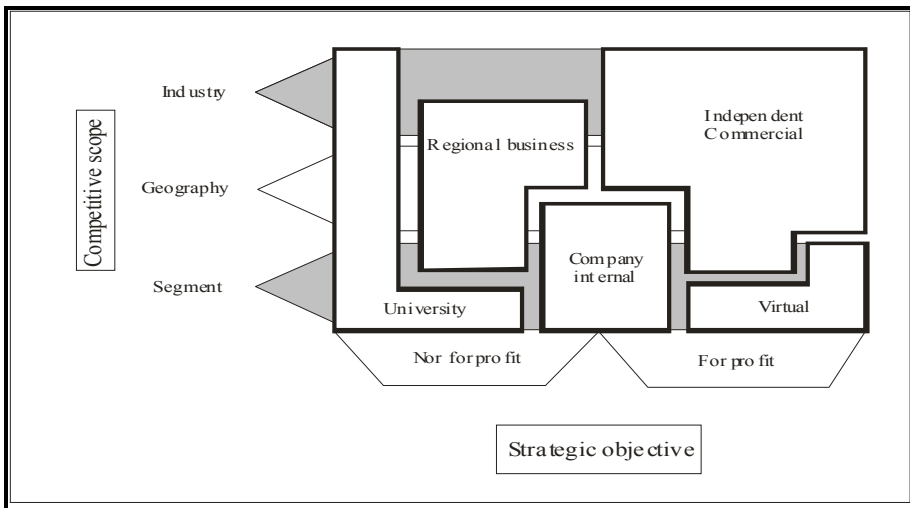 Industry
Independent
Commercial
Regional business
Competitive scope
Geography
Company
internal
Segment
University
Virtual
Nor for profit
For profit
Strategic objective